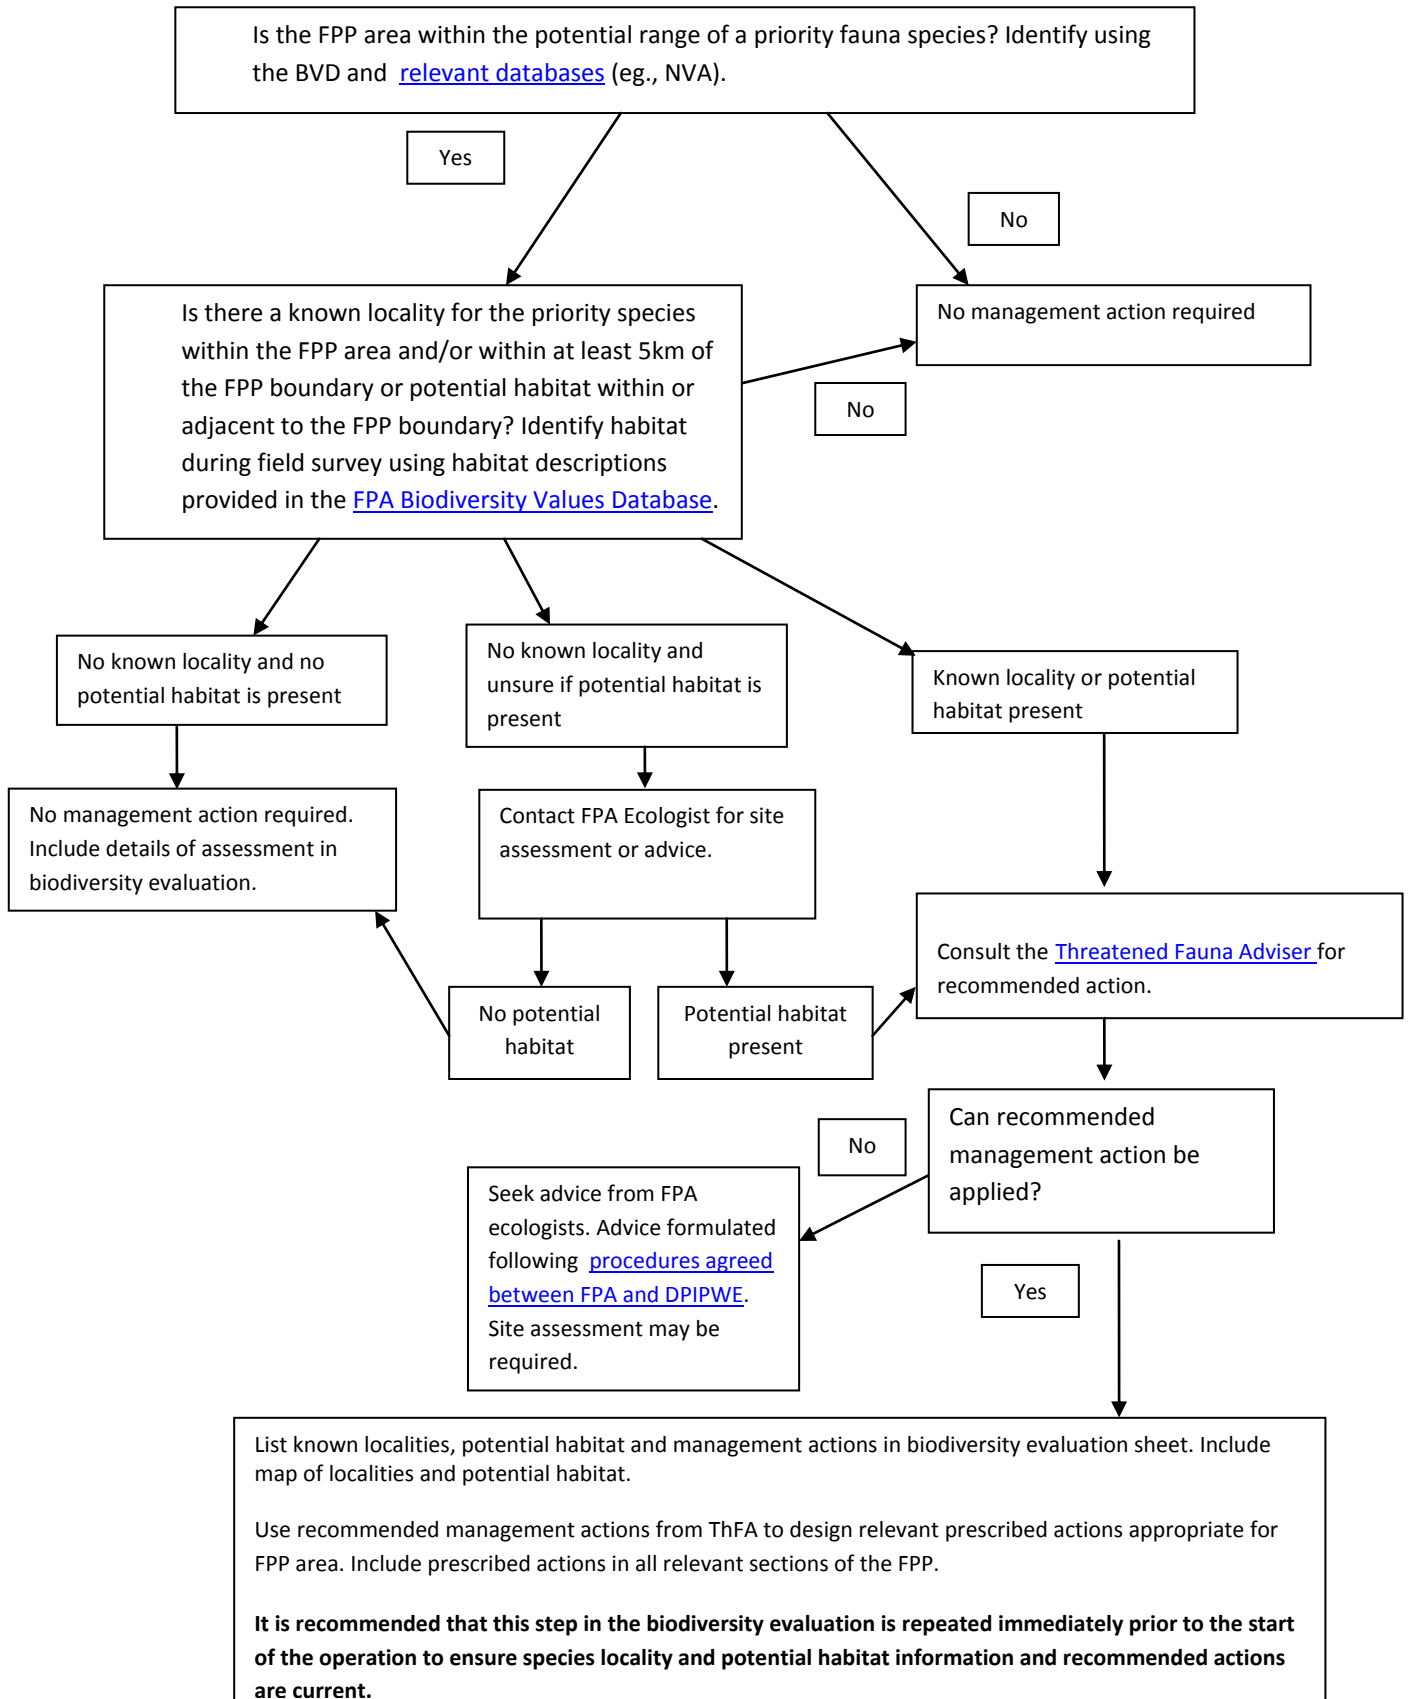 Is the FPP area within the potential range of a priority fauna species? Identify using
the BVD and relevant databases (eg., NVA).
Yes
No
Is there a known locality for the priority species
within the FPP area and/or within at least 5km of
the FPP boundary or potential habitat within or
adjacent to the FPP boundary? Identify habitat
during field survey using habitat descriptions
provided in the FPA Biodiversity Values Database.
No management action required
No
No known locality and no
potential habitat is present
No known locality and
unsure if potential habitat is
present
Known locality or potential
habitat present
No management action required.
Include details of assessment in
biodiversity evaluation.
Contact FPA Ecologist for site
assessment or advice.
Consult the Threatened Fauna Adviser for
recommended action.
No potential
habitat
Potential habitat
present
Can recommended
management action be
applied?
No
Seek advice from FPA
ecologists. Advice formulated
following procedures agreed
between FPA and DPIPWE.
Site assessment may be
required.
Yes
List known localities, potential habitat and management actions in biodiversity evaluation sheet. Include
map of localities and potential habitat.
Use recommended management actions from ThFA to design relevant prescribed actions appropriate for
FPP area. Include prescribed actions in all relevant sections of the FPP.
It is recommended that this step in the biodiversity evaluation is repeated immediately prior to the start
of the operation to ensure species locality and potential habitat information and recommended actions
are current.